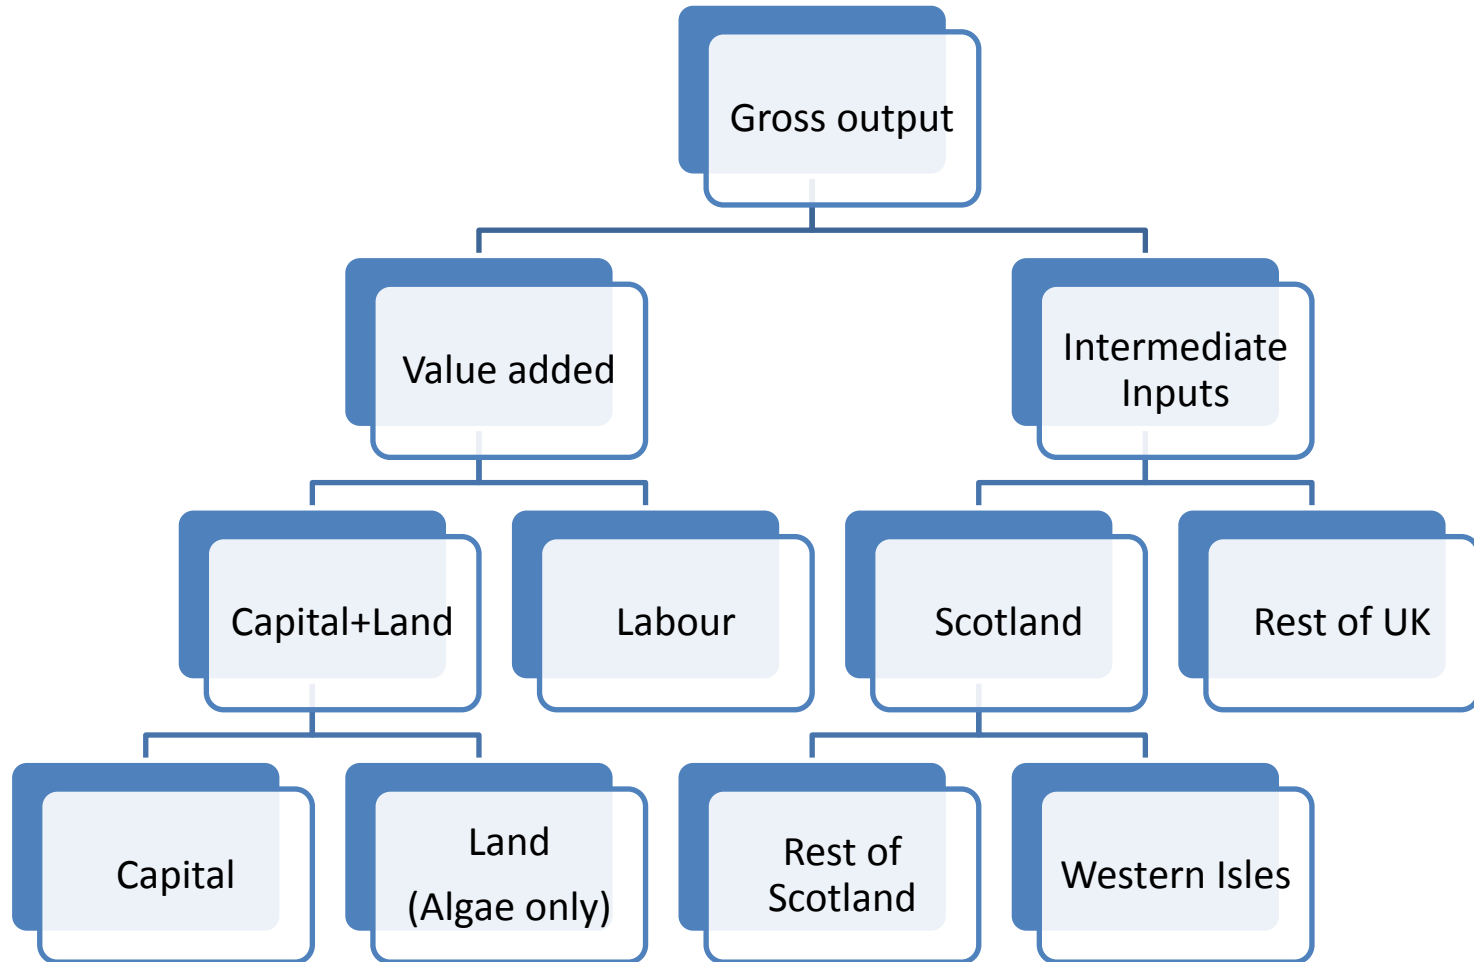 Gross output
Value added
Intermediate
Inputs
Capital+Land
Labour
Scotland
Rest of UK
Capital
Land
(Algae only)
Rest of
Scotland
Western Isles